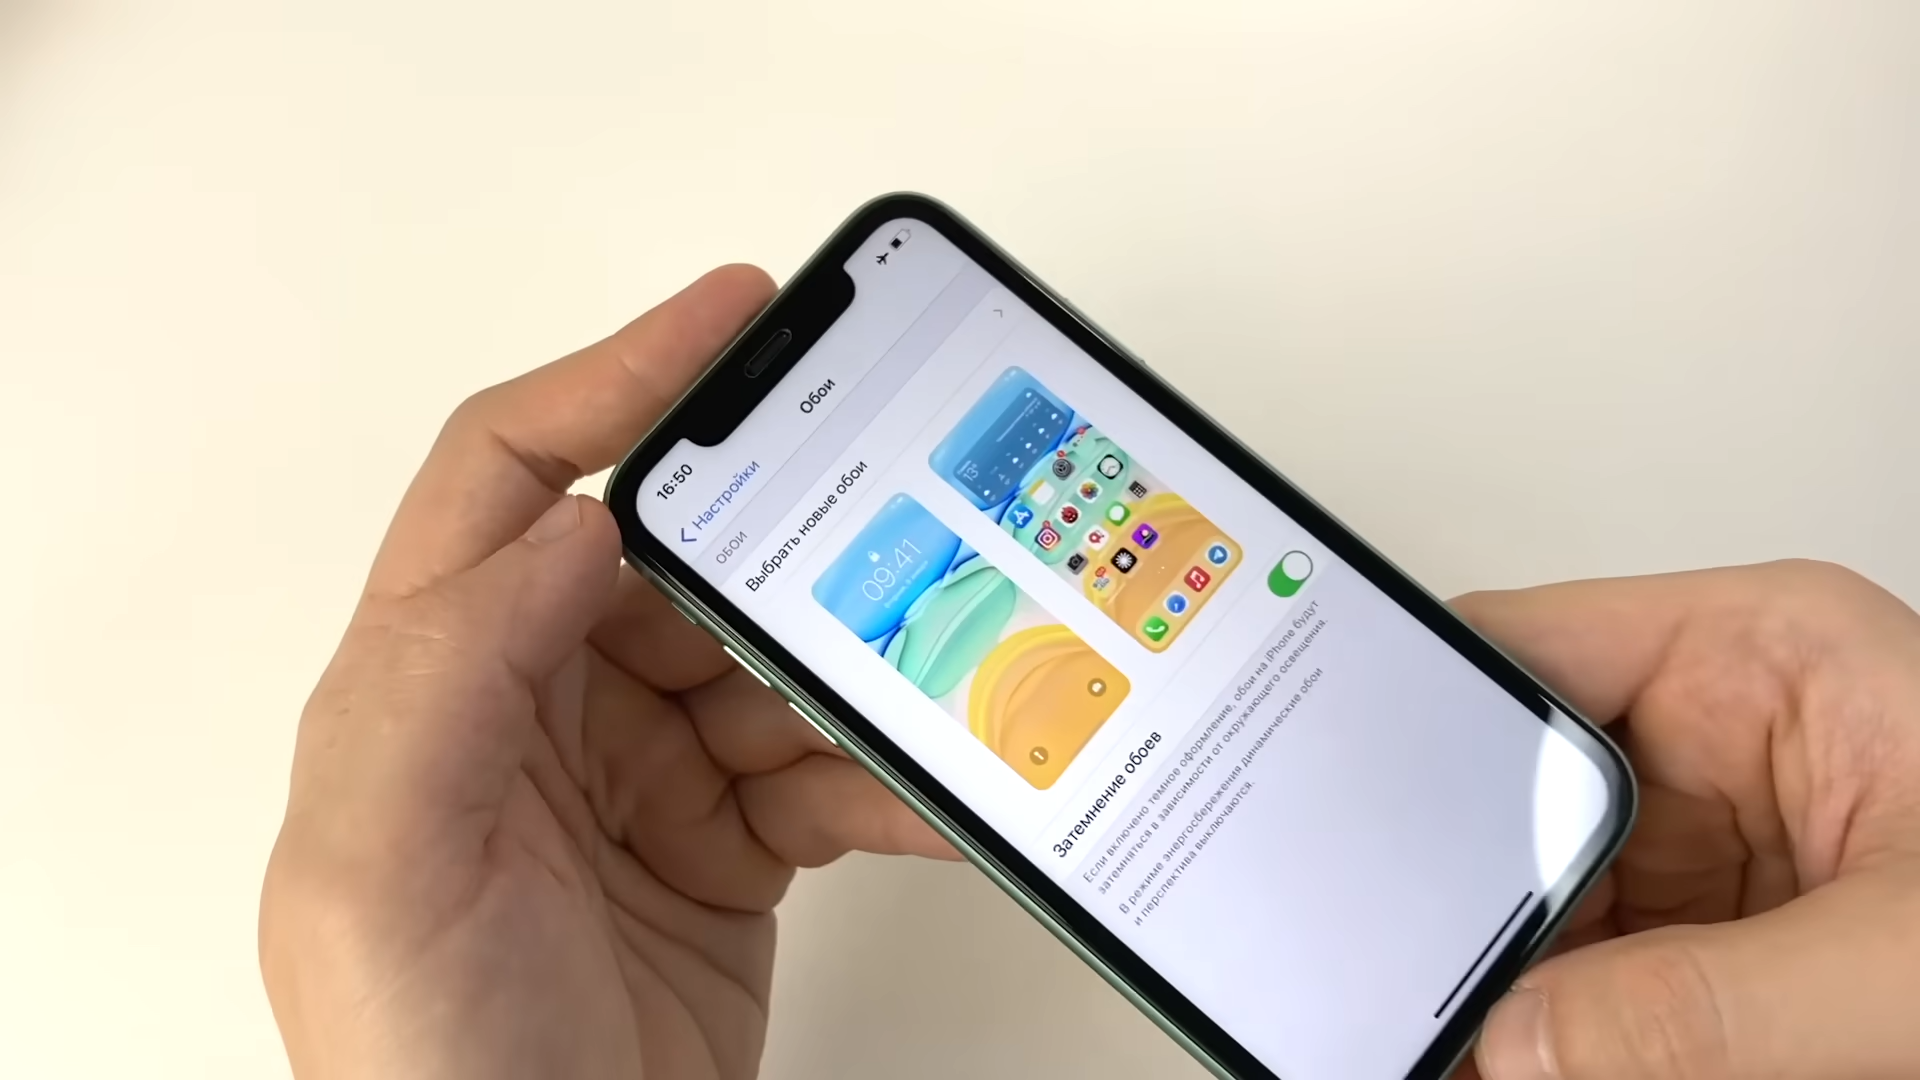 16:50
Настройки
Обои
ОБОИ
Выбрать новые обои
09:41
13°
Затемнение обоев
Если включено темное оформление, обои на iPhone будут
затемняться в зависимости от окружающего освещения.
В режиме энергосбережения динамические обои
и перспектива выключаются.